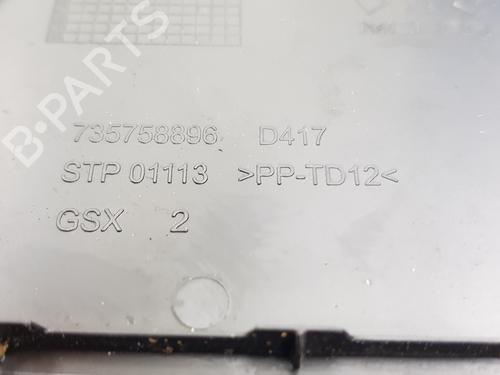 B-PARTS
735758896 D417
STP 01113 >PP-TD12<
GSX 2